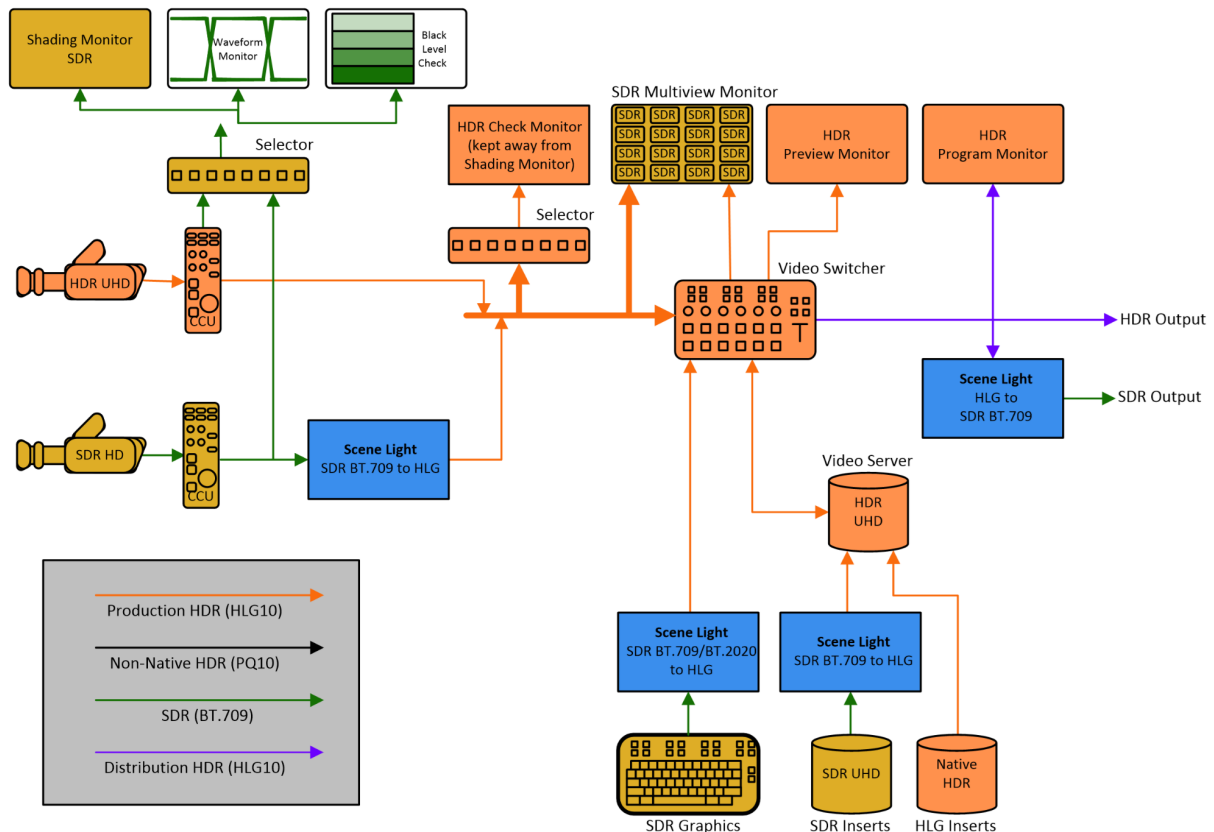 Shading Monitor
SDR
Waveform
Monitor
Black
Level
Check
Selector
HDR Check Monitor
(kept away from
Shading Monitor)
Selector
SDR Multiview Monitor
SDR SDR SDR SDR
SDR SDR SDR SDR
SDR SDR SDR SDR
SDR SDR SDR SDR
HDR
Preview Monitor
HDR
Program Monitor
HDR UHD
CCU
Video Switcher
HDR Output
SDR HD
CCU
Scene Light
SDR BT.709 to HLG
Scene Light
HLG to
SDR BT.709
SDR Output
Video Server
HDR
UHD
Production HDR (HLG10)
Non-Native HDR (PQ10)
SDR (BT.709)
Distribution HDR (HLG10)
Scene Light
SDR BT.709/BT.2020
to HLG
Scene Light
SDR BT.709 to HLG
SDR UHD
Native
HDR
SDR Graphics
SDR Inserts
HLG Inserts